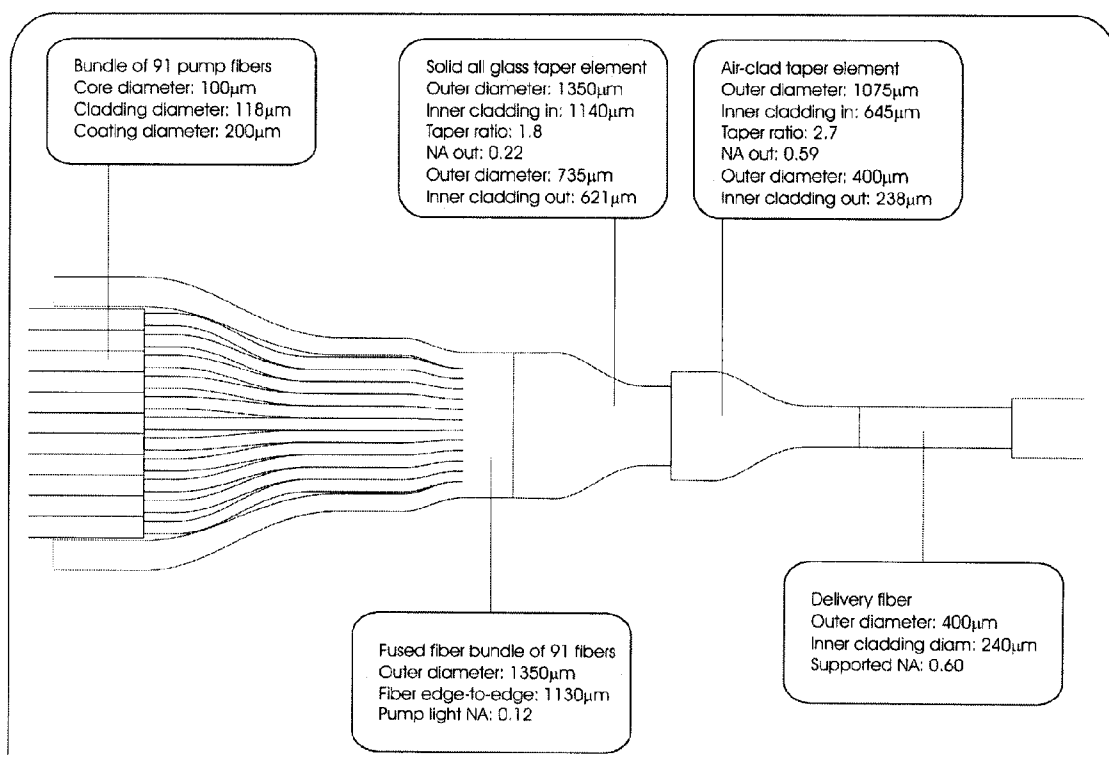 Bundle of 91 pump fibers
Core diameter: 100μm
Cladding diameter: 118μm
Coating diameter: 200μm
Solid all glass taper element
Outer diameter: 1350μm
Inner cladding in: 1140μm
Taper ratio: 1.8
NA out: 0.22
Outer diameter: 735μm
Inner cladding out: 621μm
Air-clad taper element
Outer diameter: 1075μm
Inner cladding in: 645μm
Taper ratio: 2.7
NA out: 0.59
Outer diameter: 400μm
Inner cladding out: 238μm
Fused fiber bundle of 91 fibers
Outer diameter: 1350μm
Fiber edge-to-edge: 1130μm
Pump light NA: 0.12
Delivery fiber
Outer diameter: 400μm
Inner cladding diam: 240μm
Supported NA: 0.60